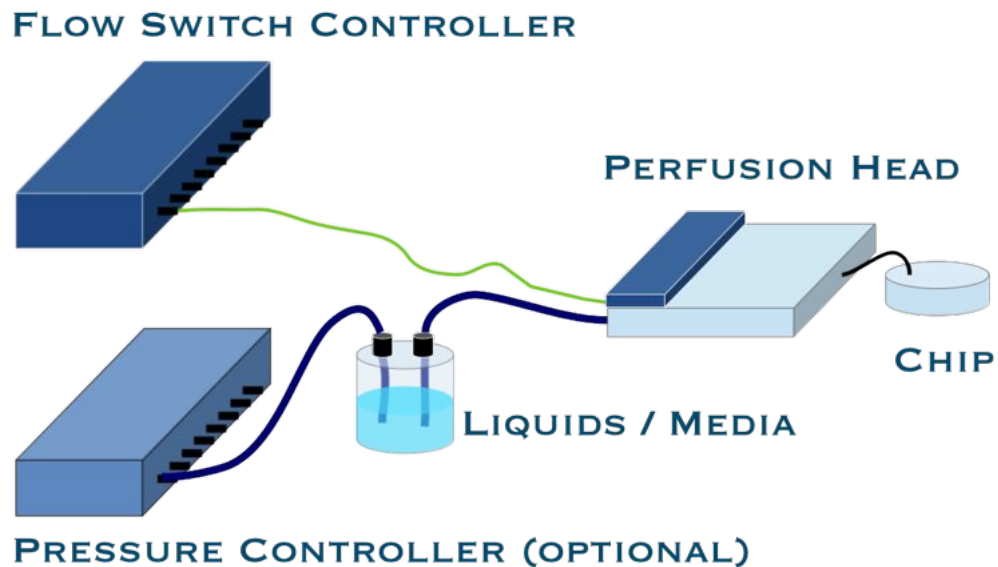 Flow Switch Controller
Perfusion Head
Chip
Liquids / Media
Pressure Controller (optional)